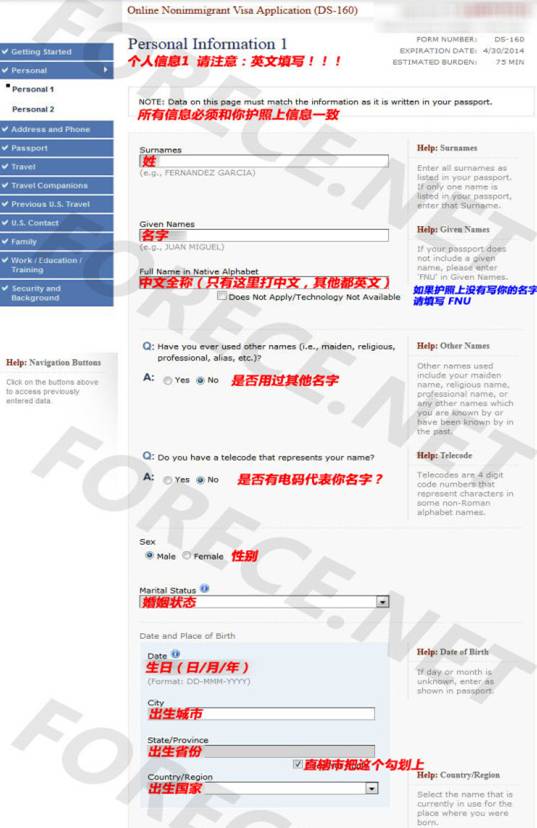 Online Nonimmigrant Visa Application (DS-160)
Personal Information 1
个人信息1 请注意：英文填写！！！
FORM NUMBER: DS-160
EXPIRATION DATE: 4/30/2014
ESTIMATED BURDEN: 75 MIN
Getting Started
Personal
Personal 1
Personal 2
Address and Phone
Passport
Travel
Travel Companions
Previous U.S. Travel
U.S. Contact
Family
Work / Education /
Training
Security and
Background
Help: Navigation Buttons
Click on the buttons above
to access previously
entered data.
NOTE: Data on this page must match the information as it is written in your passport.
所有信息必须和你护照上信息一致
Surnames
姓
(e.g., FERNANDEZ GARCIA)
Help: Surnames
Enter all surnames as
listed in your passport.
If only one name is
listed in your passport,
enter that Surname.
Given Names
名字
(e.g., JUAN MIGUEL)
Help: Given Names
If your passport does
not include a given
name, please enter
'FNU' in Given Names.
如果护照上没有写你的名字
请填写 FNU
Full Name in Native Alphabet
中文全称（只有这里打中文，其他都英文）
Does Not Apply/Technology Not Available
Q: Have you ever used other names (i.e., maiden, religious,
professional, alias, etc.)?
A: Yes No 是否用过其他名字
Help: Other Names
Other names used
include your maiden
name, religious name,
professional name, or
any other names which
you are known by or
have been known by in
the past.
Q: Do you have a telecode that represents your name?
A: Yes No 是否有电码代表你名字？
Help: Telecode
Telecodes are 4 digit
code numbers that
represent characters in
some non-Roman
alphabet names.
Sex
Male Female 性别
Marital Status
婚姻状态
Date and Place of Birth
Date
生日（日/月/年）
(Format: DD-MMM-YYYY)
City
出生城市
State/Province
出生省份
直辖市把这个勾划上
Country/Region
出生国家
Help: Date of Birth
If day or month is
unknown, enter as
shown in passport.
Help: Country/Region
Select the name that is
currently in use for the
place where you were
born.
FORECE.NET
FORECE.NET
FORECE.NET
FORECE.NET